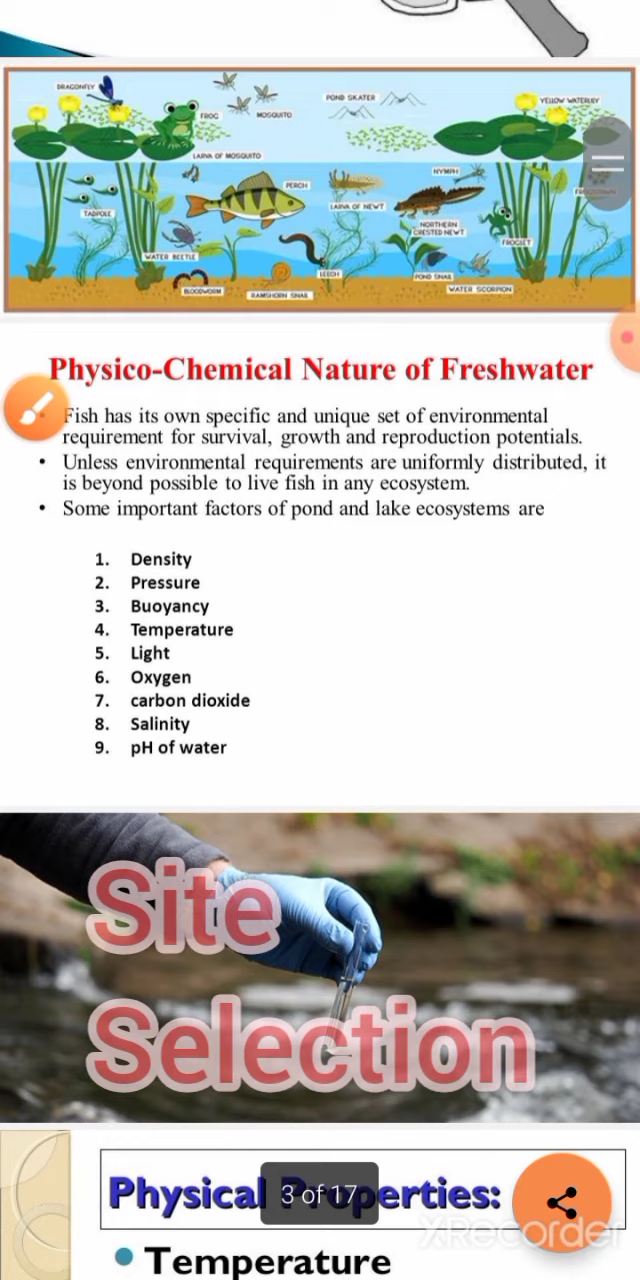 DRAGONFLY
FROG
MOSQUITO
POND SKATER
YELLOW WATERLILY
LARVA OF MOSQUITO
NYMPH
PERCH
TADPOLE
LARVA OF NEWT
NORTHERN
CRESTED NEWT
FROGLET
WATER BEETLE
LEECH
POND SNAIL
BLOODWORM
RAMSHORN SNAIL
WATER SCORPION
Physico-Chemical Nature of Freshwater
• Fish has its own specific and unique set of environmental
requirement for survival, growth and reproduction potentials.
• Unless environmental requirements are uniformly distributed, it
is beyond possible to live fish in any ecosystem.
• Some important factors of pond and lake ecosystems are
1. Density
2. Pressure
3. Buoyancy
4. Temperature
5. Light
6. Oxygen
7. carbon dioxide
8. Salinity
9. pH of water
Site
Selection
Physical Properties:
3 of 17
XRecorder
• Temperature